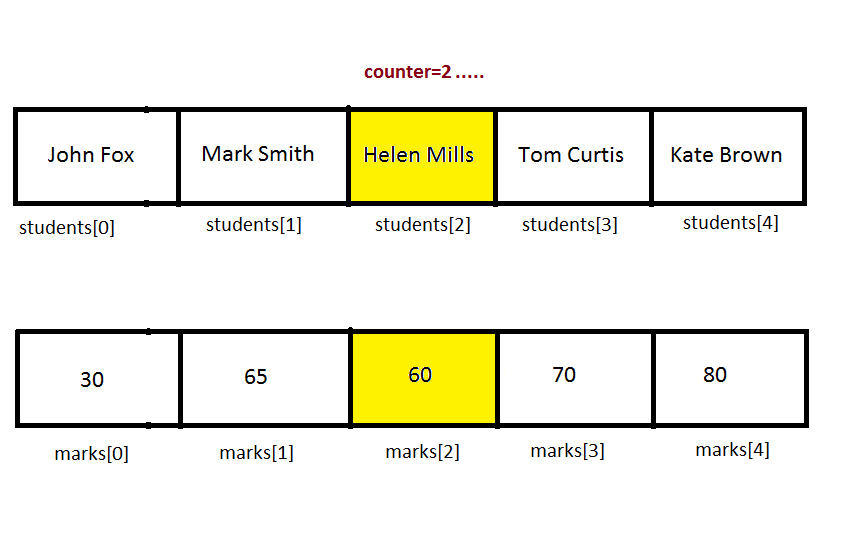 counter=2 .....
John Fox Mark Smith Helen Mills Tom Curtis Kate Brown
students[0] students[1] students[2] students[3] students[4]
30 65 60 70 80
marks[0] marks[1] marks[2] marks[3] marks[4]